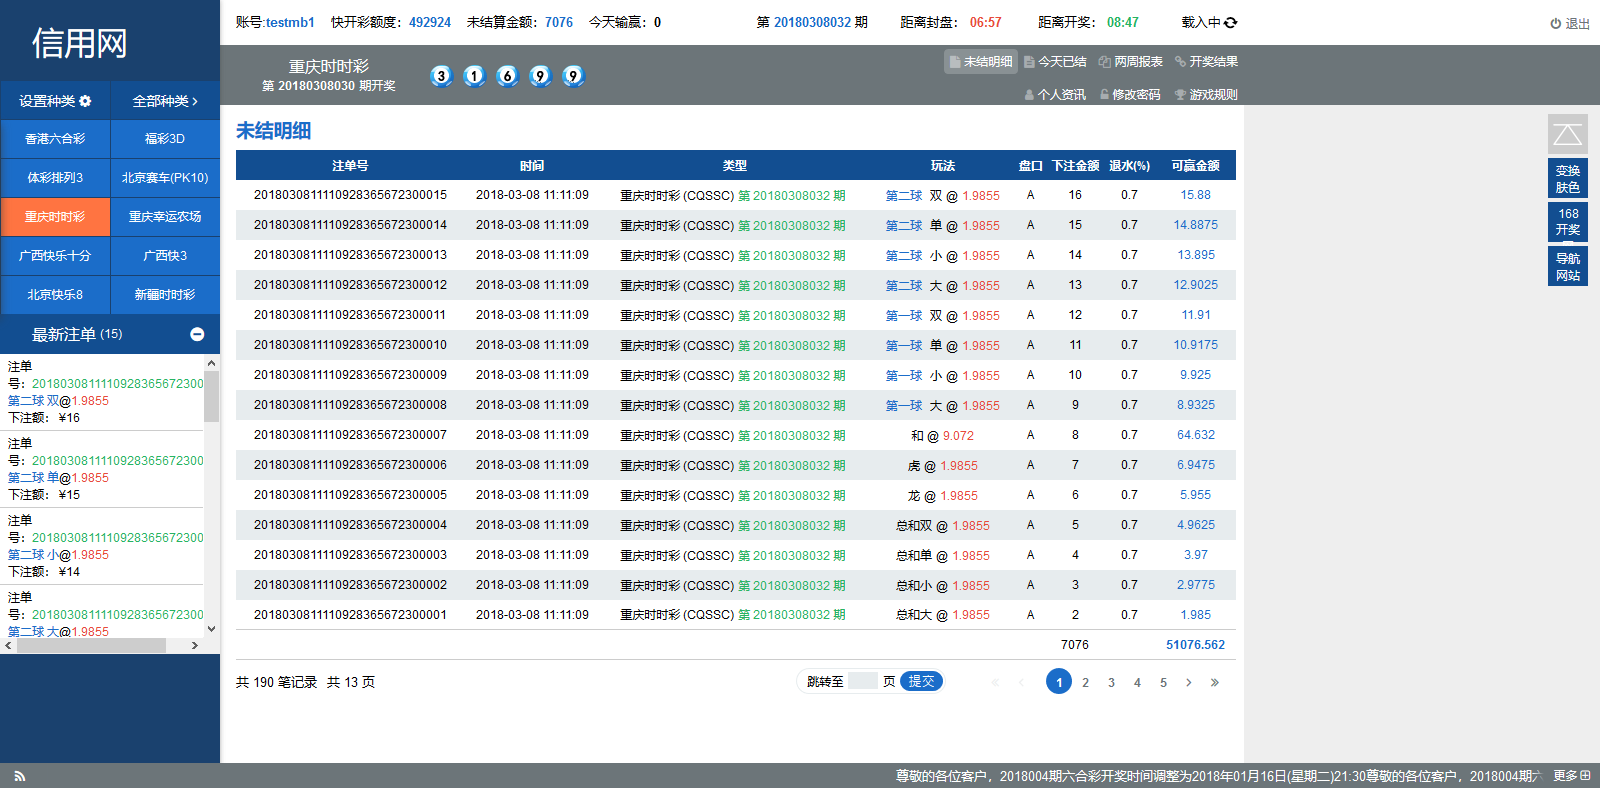 信用网
账号:testmb1 快开彩额度：492924 未结算金额：7076 今天输赢：0 第 20180308032 期 距离封盘：06:57 距离开奖：08:47 载入中 退出
重庆时时彩
第 20180308030 期开奖
3 1 6 9 9
未结明细 今天已结 两周报表 开奖结果
个人资讯 修改密码 游戏规则
设置种类 全部种类
香港六合彩 福彩3D
体彩排列3 北京赛车(PK10)
重庆时时彩 重庆幸运农场
广西快乐十分 广西快3
北京快乐8 新疆时时彩
最新注单 (15)
注单
号：2018030811110928365672300
第二球 双@1.9855
下注额：¥16
注单
号：2018030811110928365672300
第二球 单@1.9855
下注额：¥15
注单
号：2018030811110928365672300
第二球 小@1.9855
下注额：¥14
注单
号：2018030811110928365672300
第二球 大@1.9855
未结明细
注单号 时间 类型 玩法 盘口 下注金额 退水(%) 可赢金额
201803081111092836567230​0015 2018-03-08 11:11:09 重庆时时彩 (CQSSC) 第 20180308032 期 第二球 双 @ 1.9855 A 16 0.7 15.88
2018030811110928365672300014 2018-03-08 11:11:09 重庆时时彩 (CQSSC) 第 20180308032 期 第二球 单 @ 1.9855 A 15 0.7 14.8875
2018030811110928365672300013 2018-03-08 11:11:09 重庆时时彩 (CQSSC) 第 20180308032 期 第二球 小 @ 1.9855 A 14 0.7 13.895
2018030811110928365672300012 2018-03-08 11:11:09 重庆时时彩 (CQSSC) 第 20180308032 期 第二球 大 @ 1.9855 A 13 0.7 12.9025
2018030811110928365672300011 2018-03-08 11:11:09 重庆时时彩 (CQSSC) 第 20180308032 期 第一球 双 @ 1.9855 A 12 0.7 11.91
2018030811110928365672300010 2018-03-08 11:11:09 重庆时时彩 (CQSSC) 第 20180308032 期 第一球 单 @ 1.9855 A 11 0.7 10.9175
2018030811110928365672300009 2018-03-08 11:11:09 重庆时时彩 (CQSSC) 第 20180308032 期 第一球 小 @ 1.9855 A 10 0.7 9.925
2018030811110928365672300008 2018-03-08 11:11:09 重庆时时彩 (CQSSC) 第 20180308032 期 第一球 大 @ 1.9855 A 9 0.7 8.9325
2018030811110928365672300007 2018-03-08 11:11:09 重庆时时彩 (CQSSC) 第 20180308032 期 和 @ 9.072 A 8 0.7 64.632
2018030811110928365672300006 2018-03-08 11:11:09 重庆时时彩 (CQSSC) 第 20180308032 期 虎 @ 1.9855 A 7 0.7 6.9475
2018030811110928365672300005 2018-03-08 11:11:09 重庆时时彩 (CQSSC) 第 20180308032 期 龙 @ 1.9855 A 6 0.7 5.955
2018030811110928365672300004 2018-03-08 11:11:09 重庆时时彩 (CQSSC) 第 20180308032 期 总和双 @ 1.9855 A 5 0.7 4.9625
2018030811110928365672300003 2018-03-08 11:11:09 重庆时时彩 (CQSSC) 第 20180308032 期 总和单 @ 1.9855 A 4 0.7 3.97
2018030811110928365672300002 2018-03-08 11:11:09 重庆时时彩 (CQSSC) 第 20180308032 期 总和小 @ 1.9855 A 3 0.7 2.9775
2018030811110928365672300001 2018-03-08 11:11:09 重庆时时彩 (CQSSC) 第 20180308032 期 总和大 @ 1.9855 A 2 0.7 1.985
7076 51076.562
共 190 笔记录 共 13 页 跳转至 页 提交 « ‹ 1 2 3 4 5 › »
变换
肤色
168
开奖
导航
网站
尊敬的各位客户，2018004期六合彩开奖时间调整为2018年01月16日(星期二)21:30尊敬的各位客户，2018004期六 更多